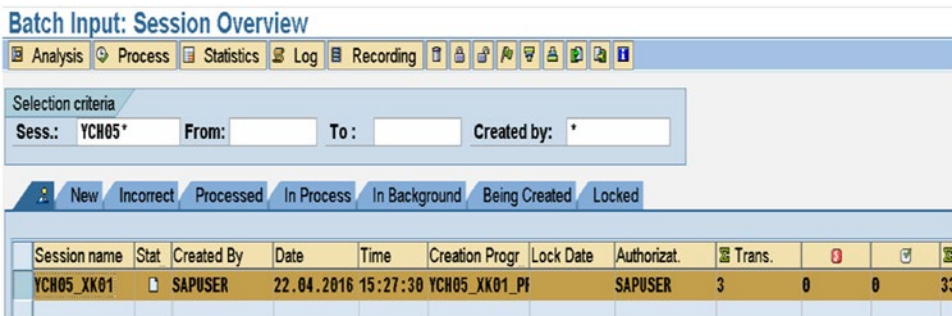 Batch Input: Session Overview
Analysis Process Statistics Log Recording
Selection criteria
Sess.: YCH05* From: To : Created by: *
New Incorrect Processed In Process In Background Being Created Locked
Session name Stat Created By Date Time Creation Progr Lock Date Authorizat. Trans.
YCH05_XK01 SAPUSER 22.04.2016 15:27:30 YCH05_XK01_PF SAPUSER 3 0 0 33